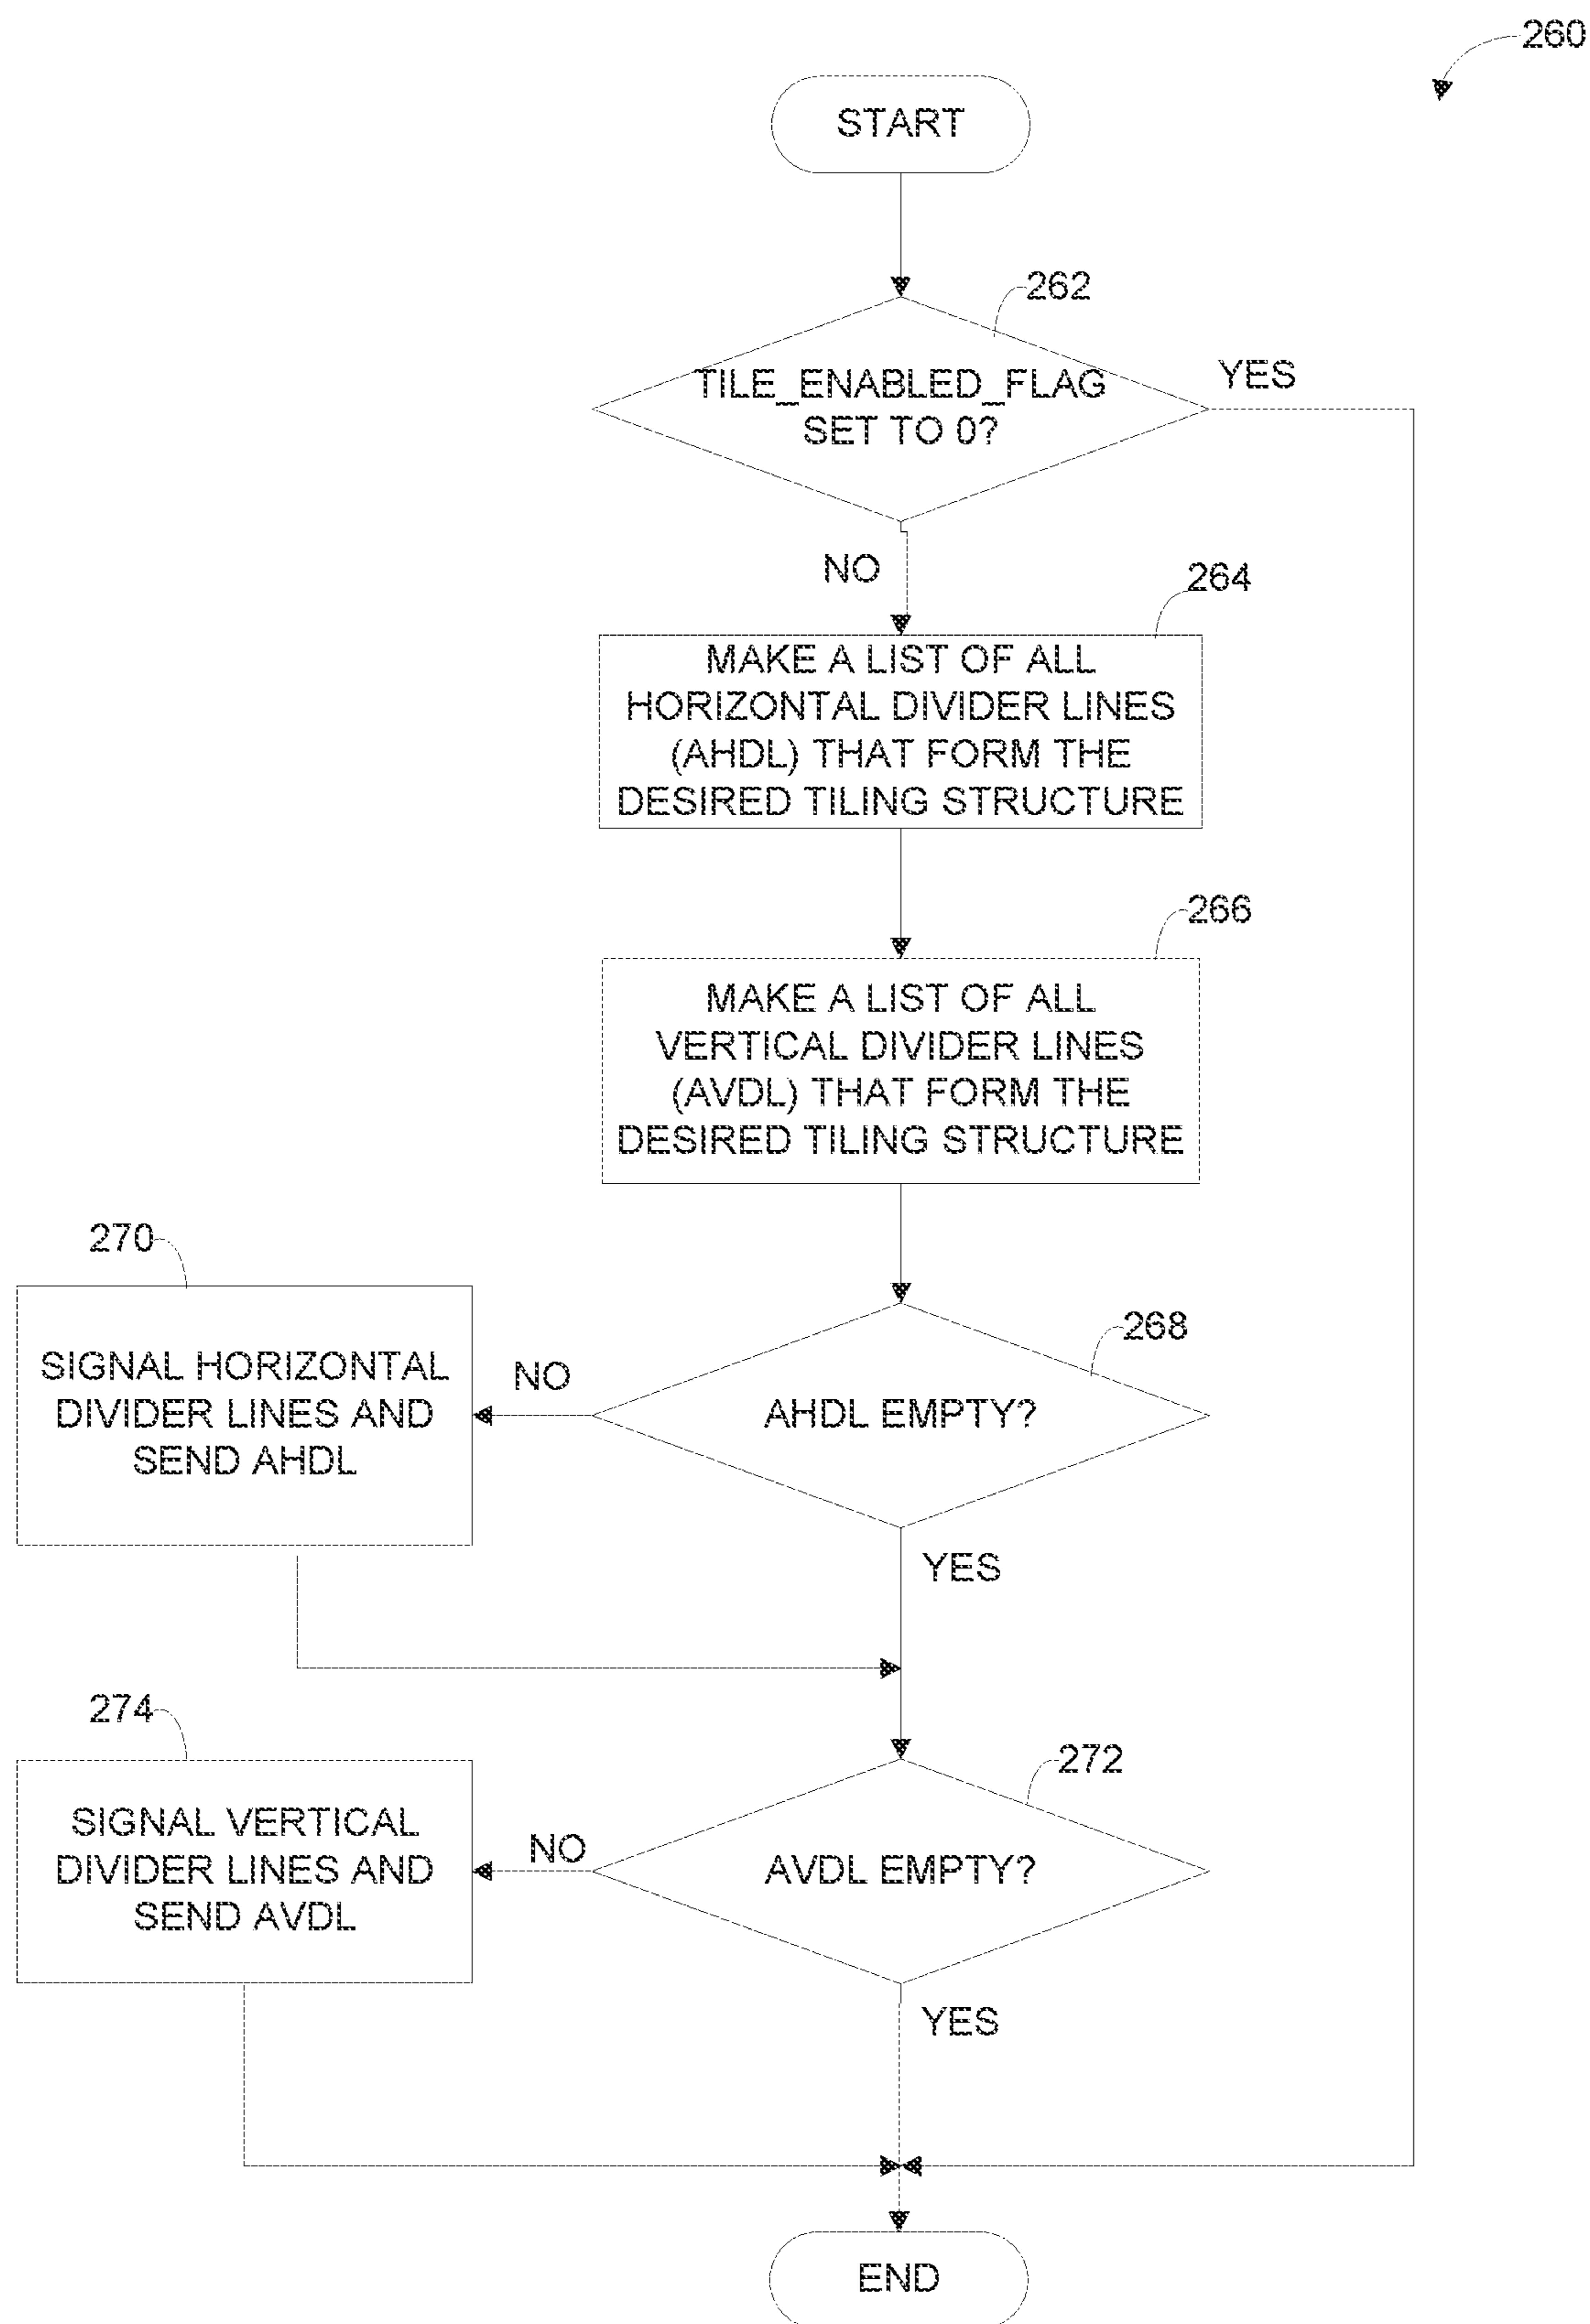 260
START
262
TILE_ENABLED_FLAG
SET TO 0?
YES
NO
264
MAKE A LIST OF ALL
HORIZONTAL DIVIDER LINES
(AHDL) THAT FORM THE
DESIRED TILING STRUCTURE
266
MAKE A LIST OF ALL
VERTICAL DIVIDER LINES
(AVDL) THAT FORM THE
DESIRED TILING STRUCTURE
270
SIGNAL HORIZONTAL
DIVIDER LINES AND
SEND AHDL
NO
268
AHDL EMPTY?
YES
274
SIGNAL VERTICAL
DIVIDER LINES AND
SEND AVDL
NO
272
AVDL EMPTY?
YES
END